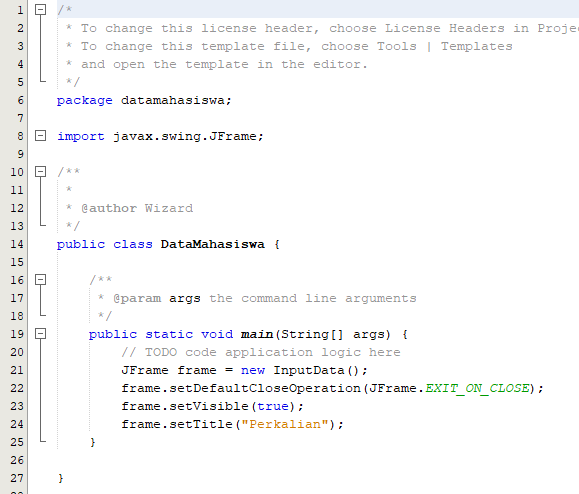 1 /*
2 * To change this license header, choose License Headers in Proje
3 * To change this template file, choose Tools | Templates
4 * and open the template in the editor.
5 */
6 package datamahasiswa;
7
8 import javax.swing.JFrame;
9
10 /**
11 *
12 * @author Wizard
13 */
14 public class DataMahasiswa {
15
16 /**
17 * @param args the command line arguments
18 */
19 public static void main(String[] args) {
20 // TODO code application logic here
21 JFrame frame = new InputData();
22 frame.setDefaultCloseOperation(JFrame.EXIT_ON_CLOSE);
23 frame.setVisible(true);
24 frame.setTitle("Perkalian");
25 }
26
27 }